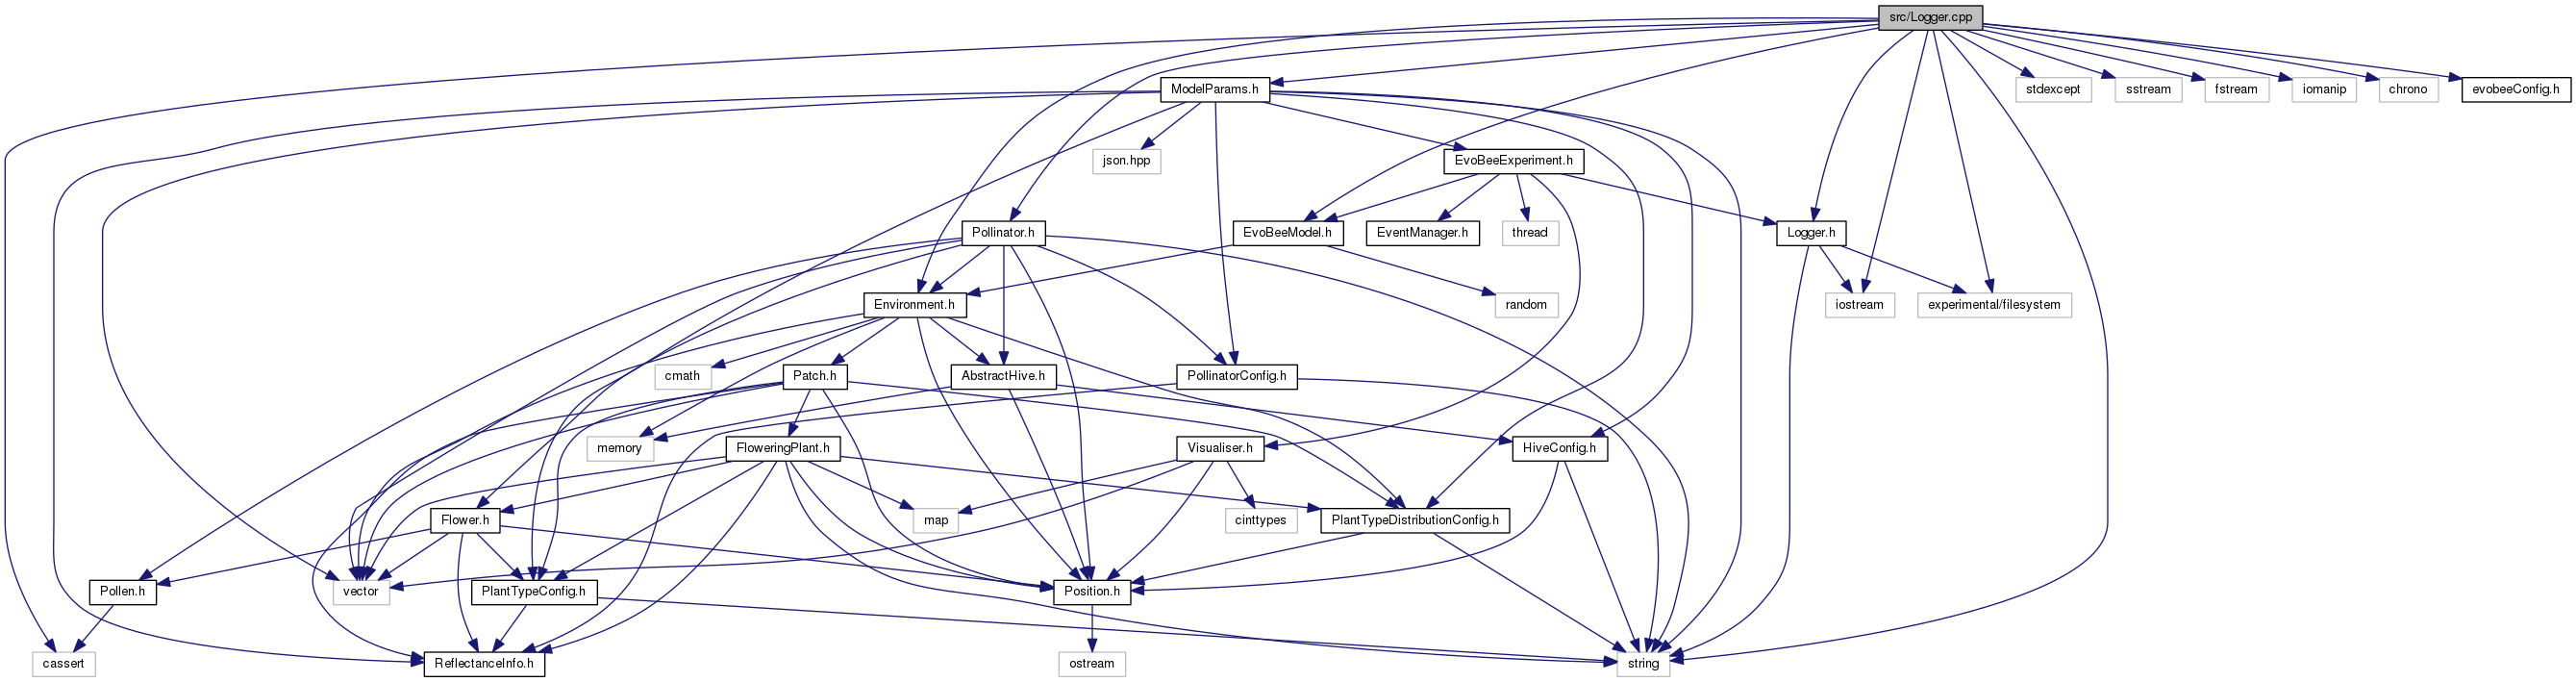 src/Logger.cpp
ModelParams.h
stdexcept
sstream
fstream
iomanip
chrono
evobeeConfig.h
json.hpp
EvoBeeExperiment.h
Pollinator.h
EvoBeeModel.h
EventManager.h
thread
Logger.h
Environment.h
random
iostream
experimental/filesystem
cmath
Patch.h
AbstractHive.h
PollinatorConfig.h
memory
FloweringPlant.h
Visualiser.h
HiveConfig.h
Flower.h
map
cinttypes
PlantTypeDistributionConfig.h
Pollen.h
vector
PlantTypeConfig.h
Position.h
cassert
ReflectanceInfo.h
ostream
string